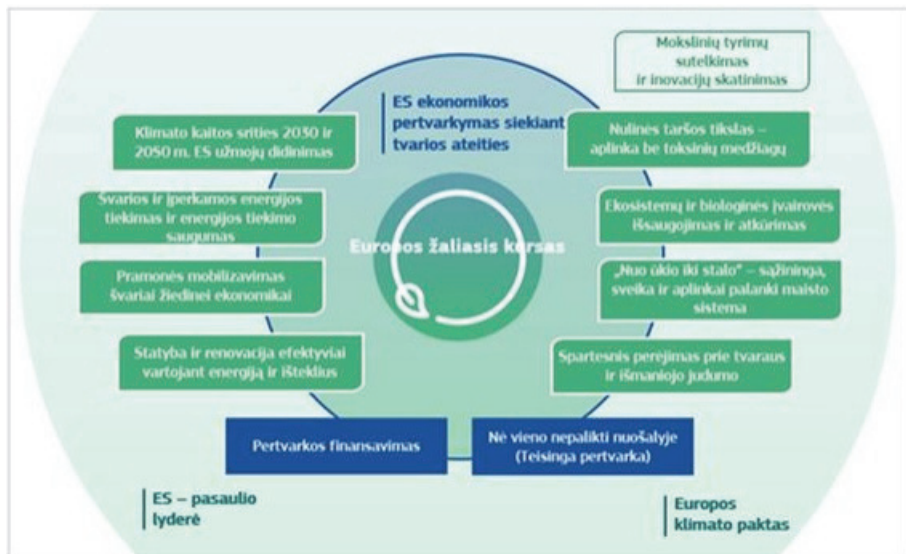 Mokslinių tyrimų
sutelkimas
ir inovacijų skatinimas
ES ekonomikos
pertvarkymas siekiant
tvarios ateities
Klimato kaitos srities 2030 ir
2050 m. ES užmojų didinimas
Nulinės taršos tikslas –
aplinka be toksinių medžiagų
Švarios ir įperkamos energijos
tiekimas ir energijos tiekimo
saugumas
Ekosistemų ir biologinės įvairovės
išsaugojimas ir atkūrimas
Europos žaliasis kursas
Pramonės mobilizavimas
švariai žiedinei ekonomikai
„Nuo ūkio iki stalo“ – sąžininga,
sveika ir aplinkai palanki maisto
sistema
Statyba ir renovacija efektyviai
vartojant energiją ir išteklius
Spartesnis perėjimas prie tvaraus
ir išmaniojo judumo
Pertvarkos finansavimas
Nė vieno nepalikti nuošalyje
(Teisinga pertvarka)
ES – pasaulio
lyderė
Europos
klimato paktas